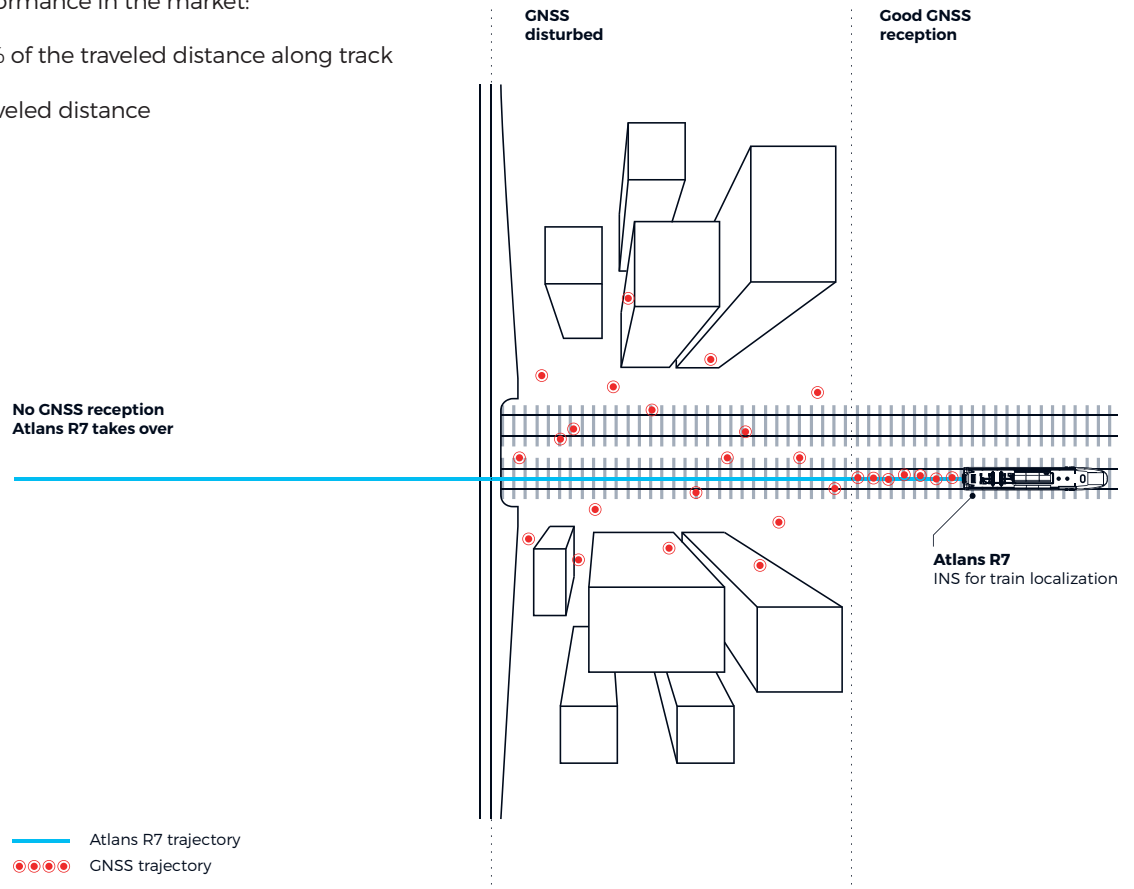 market:
of the traveled distance along track
distance
GNSS
disturbed
Good GNSS
reception
No GNSS reception
Atlans R7 takes over
Atlans R7
INS for train localization
Atlans R7 trajectory
GNSS trajectory